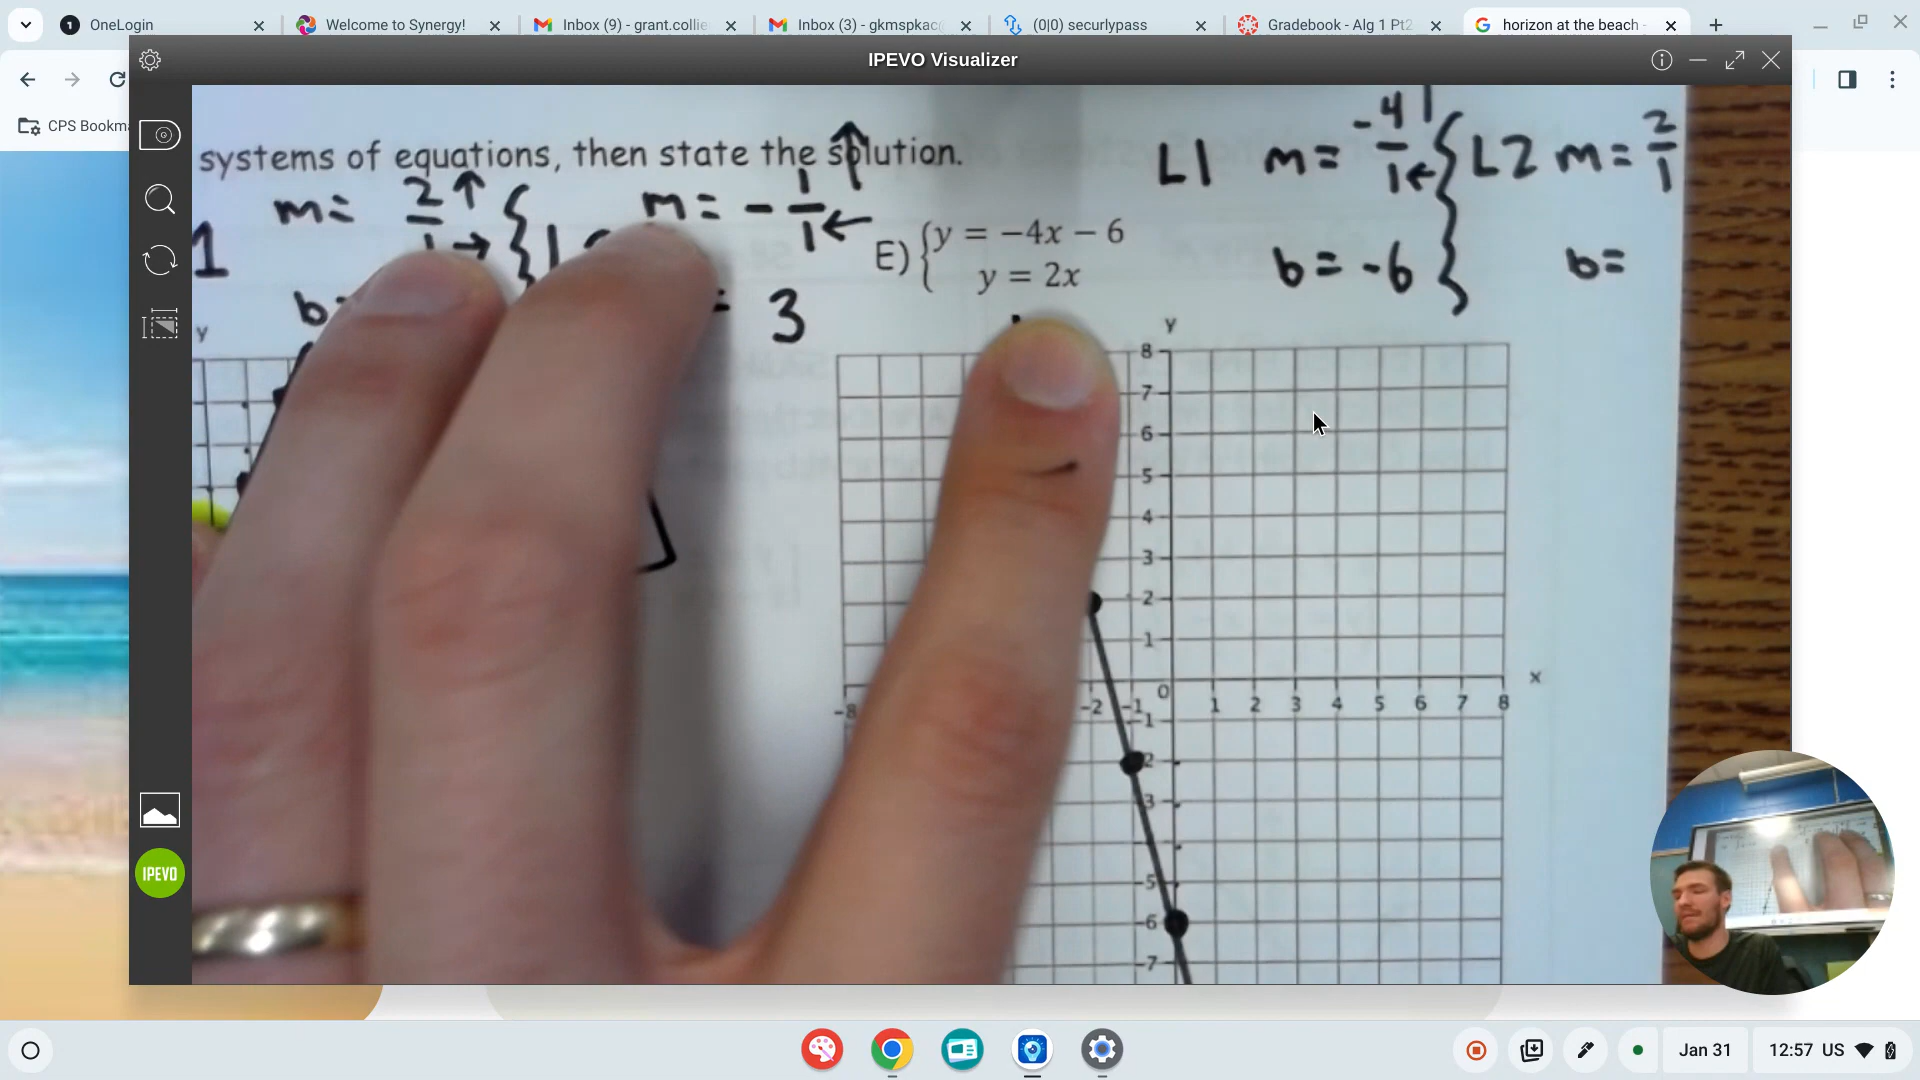 OneLogin
Welcome to Synergy!
Inbox (9) - grant.collie
Inbox (3) - gkmspkac
(0|0) securlypass
Gradebook - Alg 1 Pt2
horizon at the beach -
CPS Bookma
IPEVO Visualizer
systems of equations, then state the solution.
1 m = 2/1
b
m = - 1/1
= 3
E) {y = −4x − 6
y = 2x
L1 m = -4/1
b = -6
L2 m = 2/1
b =
y
y
8
7
6
5
4
3
2
1
0
x
-8
-2 -1
1 2 3 4 5 6 7 8
-1
2
3
-5
-6
-7
IPEVO
Jan 31
12:57 US